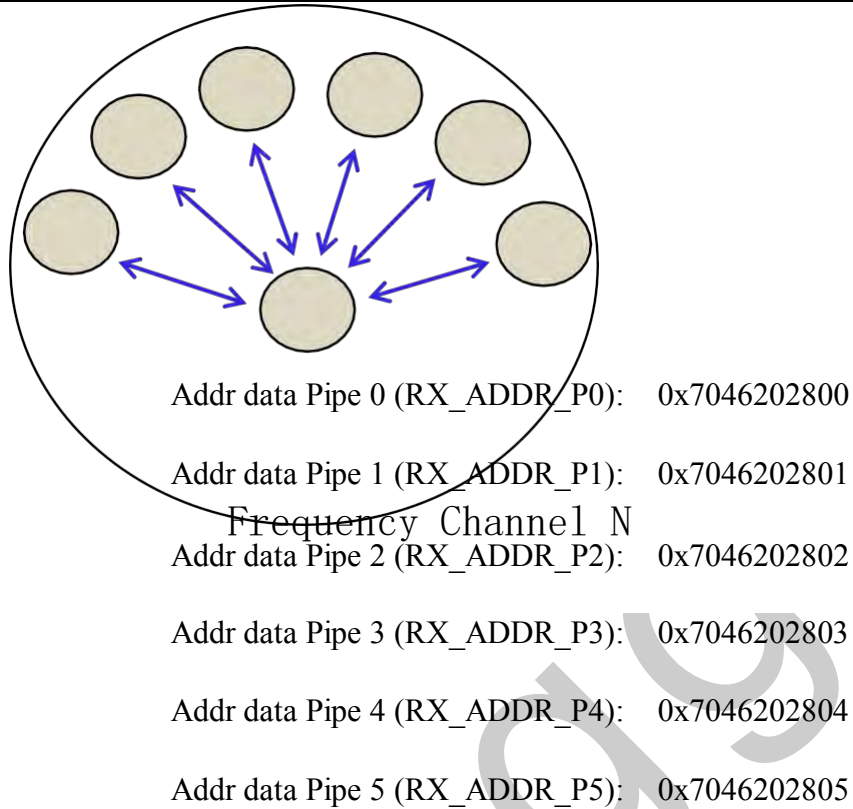 Addr data Pipe 0 (RX_ADDR_P0): 0x7046202800
Addr data Pipe 1 (RX_ADDR_P1): 0x7046202801
Frequency Channel N
Addr data Pipe 2 (RX_ADDR_P2): 0x7046202802
Addr data Pipe 3 (RX_ADDR_P3): 0x7046202803
Addr data Pipe 4 (RX_ADDR_P4): 0x7046202804
Addr data Pipe 5 (RX_ADDR_P5): 0x7046202805